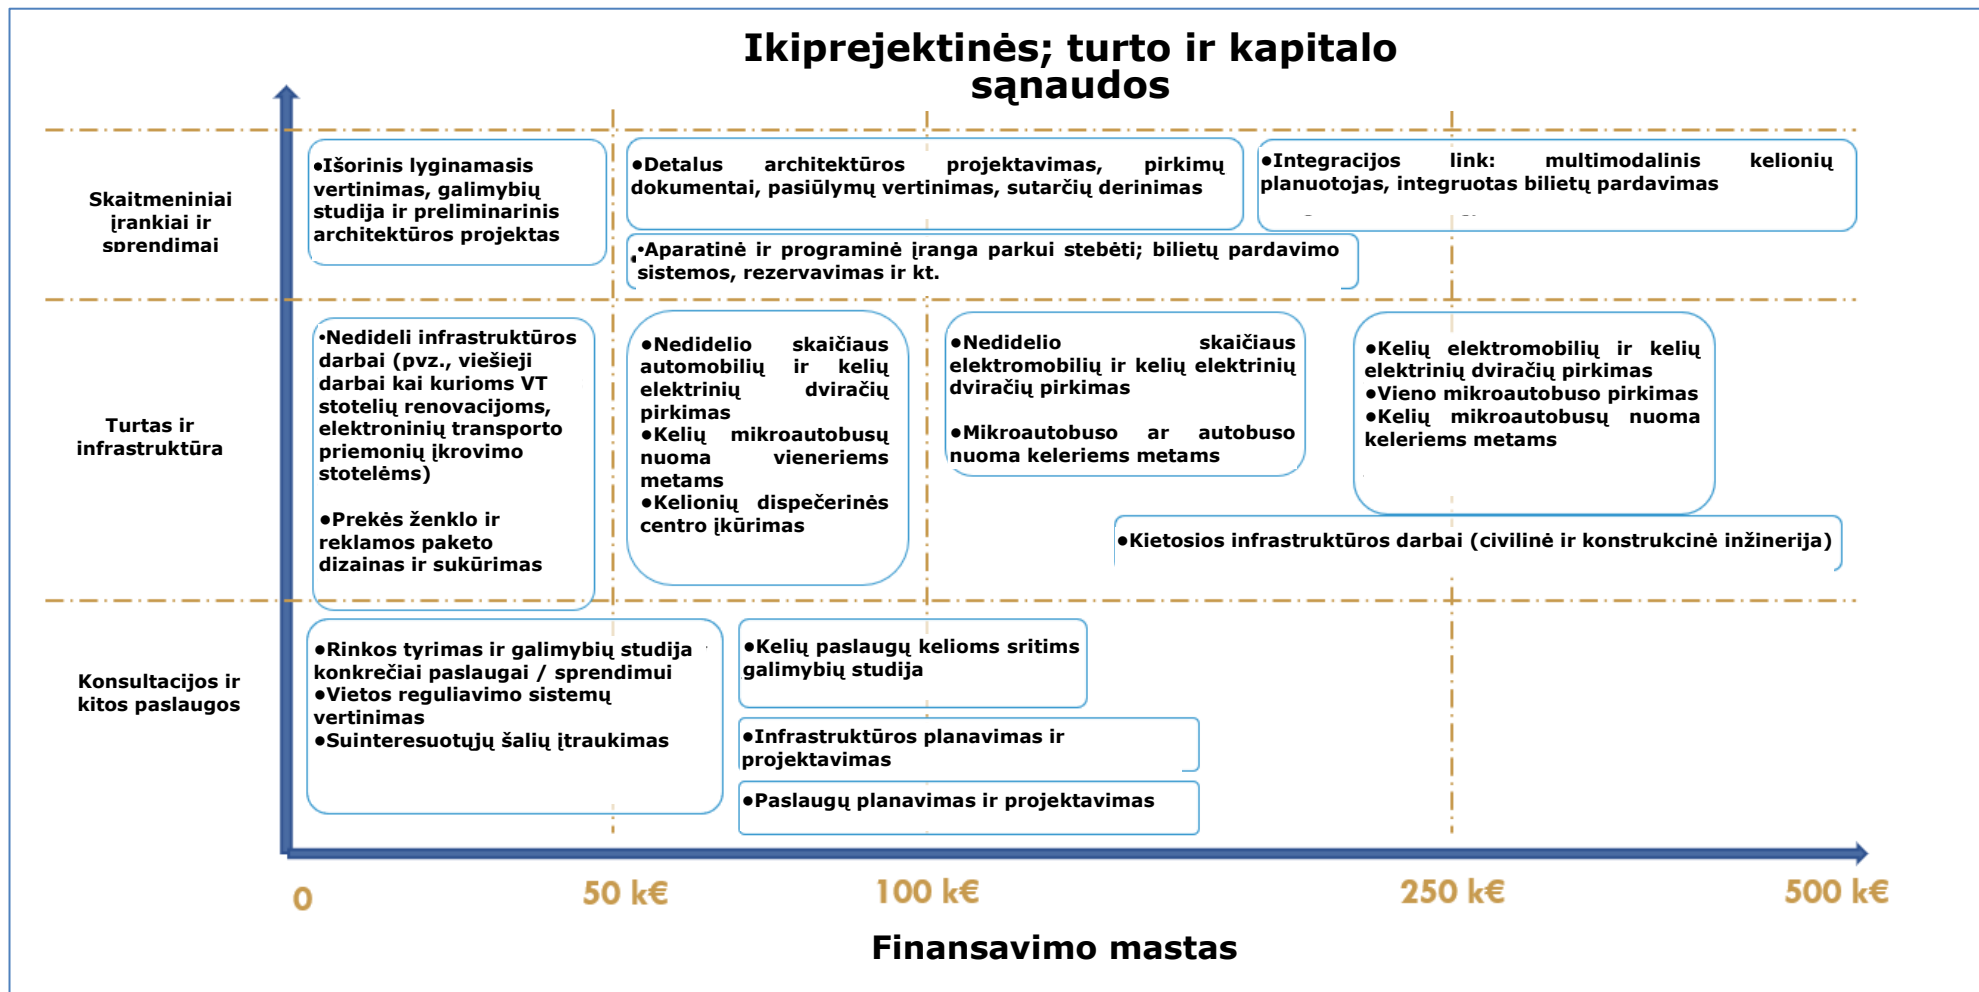 Ikiprejektinės; turto ir kapitalo
sąnaudos
Skaitmeniniai
įrankiai ir
sprendimai
•Išorinis lyginamasis
vertinimas, galimybių
studija ir preliminarinis
architektūros projektas
•Detalus architektūros projektavimas, pirkimų
dokumentai, pasiūlymų vertinimas, sutarčių derinimas
•Integracijos link: multimodalinis kelionių
planuotojas, integruotas bilietų pardavimas
•Aparatinė ir programinė įranga parkui stebėti; bilietų pardavimo
sistemos, rezervavimas ir kt.
Turtas ir
infrastruktūra
•Nedideli infrastruktūros
darbai (pvz., viešieji
darbai kai kurioms VT
stotelių renovacijoms,
elektroninių transporto
priemonių įkrovimo
stotelėms)
•Prekės ženklo ir
reklamos paketo
dizainas ir sukūrimas
•Nedidelio skaičiaus
automobilių ir kelių
elektrinių dviračių
pirkimas
•Kelių mikroautobusų
nuoma vieneriems
metams
•Kelionių dispečerinės
centro įkūrimas
•Nedidelio skaičiaus
elektromobilių ir kelių elektrinių
dviračių pirkimas
•Mikroautobuso ar autobuso
nuoma keleriems metams
•Kelių elektromobilių ir kelių
elektrinių dviračių pirkimas
•Vieno mikroautobuso pirkimas
•Kelių mikroautobusų nuoma
keleriems metams
•Kietosios infrastruktūros darbai (civilinė ir konstrukcinė inžinerija)
Konsultacijos ir
kitos paslaugos
•Rinkos tyrimas ir galimybių studija
konkrečiai paslaugai / sprendimui
•Vietos reguliavimo sistemų
vertinimas
•Suinteresuotųjų šalių įtraukimas
•Kelių paslaugų kelioms sritims
galimybių studija
•Infrastruktūros planavimas ir
projektavimas
•Paslaugų planavimas ir projektavimas
0
50 k€
100 k€
250 k€
500 k€
Finansavimo mastas